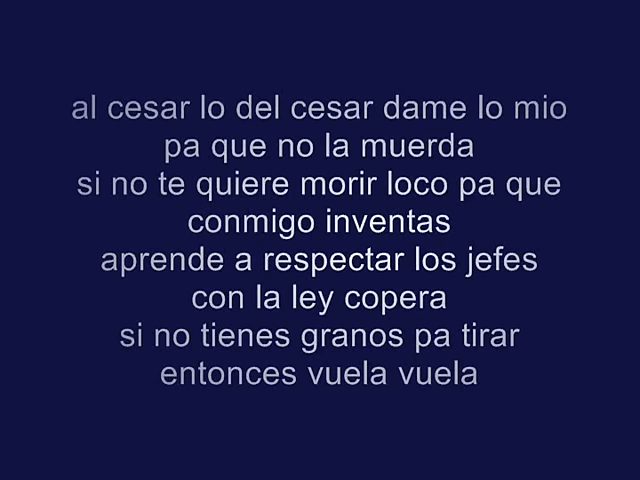 al cesar lo del cesar dame lo mio
pa que no la muerda
si no te quiere morir loco pa que
conmigo inventas
aprende a respectar los jefes
con la ley copera
si no tienes granos pa tirar
entonces vuela vuela